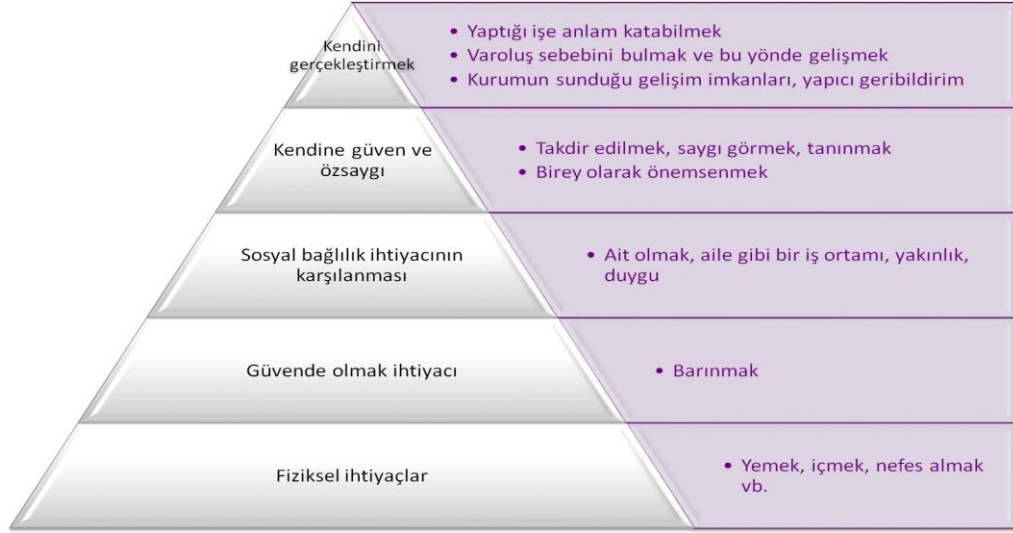 Kendini
gerçekleştirmek
• Yaptığı işe anlam katabilmek
• Varoluş sebebini bulmak ve bu yönde gelişmek
• Kurumun sunduğu gelişim imkanları, yapıcı geribildirim
Kendine güven ve
özsaygı
• Takdir edilmek, saygı görmek, tanınmak
• Birey olarak önemsenmek
Sosyal bağlılık ihtiyacının
karşılanması
• Ait olmak, aile gibi bir iş ortamı, yakınlık,
duygu
Güvende olmak ihtiyacı
• Barınmak
Fiziksel ihtiyaçlar
• Yemek, içmek, nefes almak
vb.